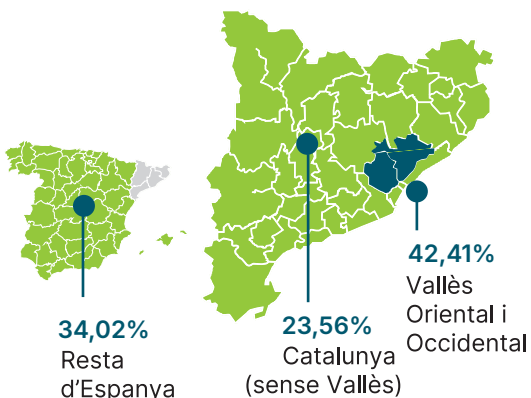 34,02%
Resta
d'Espanya
23,56%
Catalunya
(sense Vallès)
42,41%
Vallès
Oriental i
Occidental